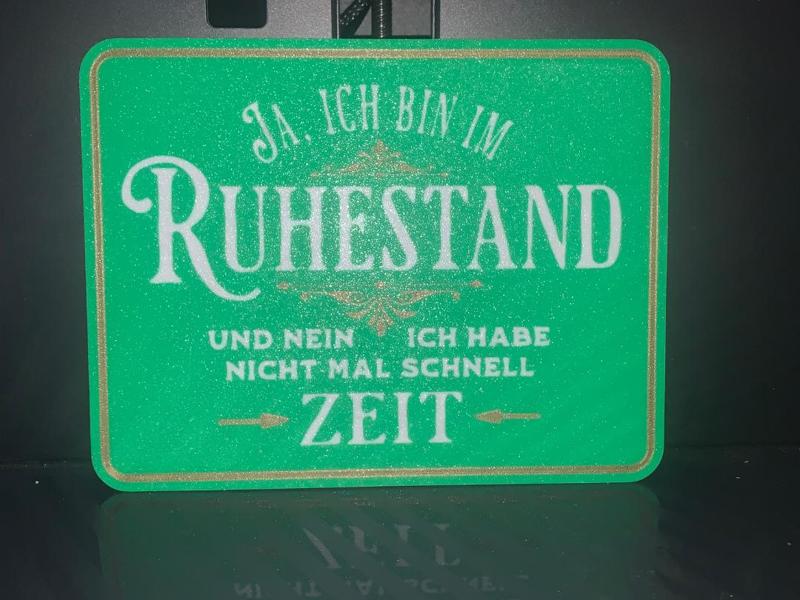 JA, ICH BIN IM
RUHESTAND
UND NEIN ICH HABE
NICHT MAL SCHNELL
ZEIT